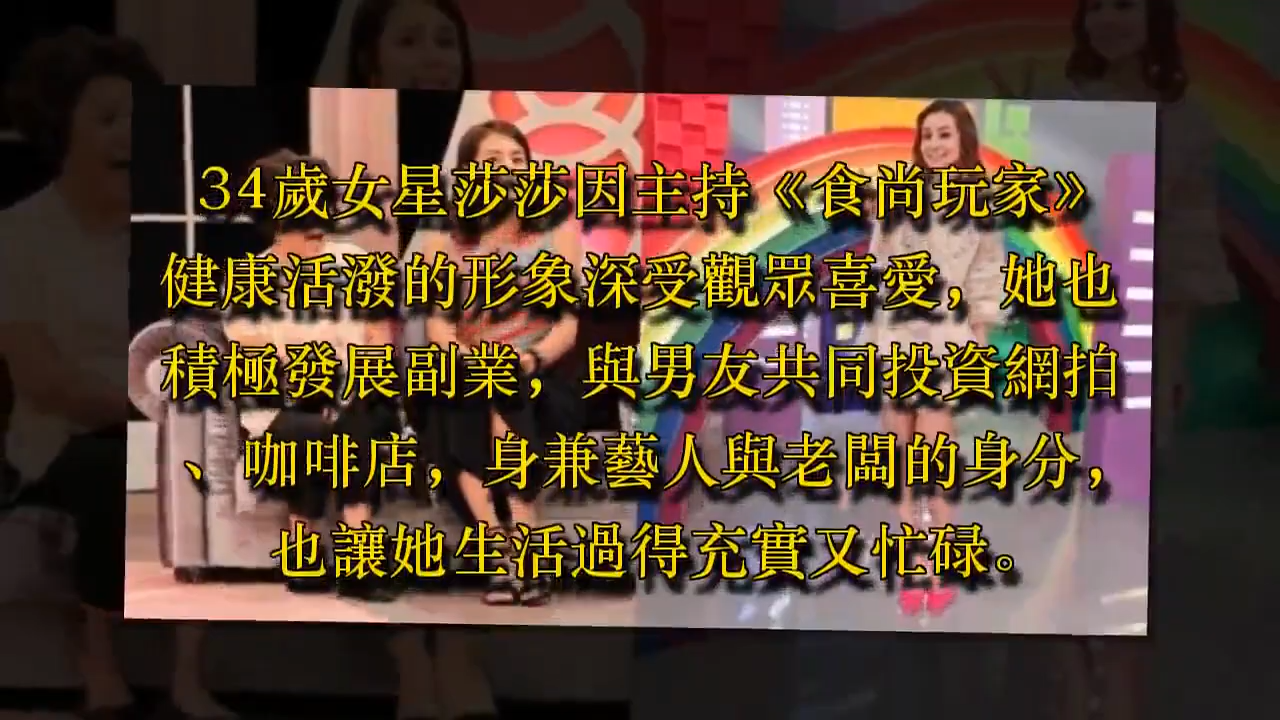 34歲女星莎莎因主持《食尚玩家》
健康活潑的形象深受觀眾喜愛，她也
積極發展副業，與男友共同投資網拍
、咖啡店，身兼藝人與老闆的身分，
也讓她生活過得充實又忙碌。